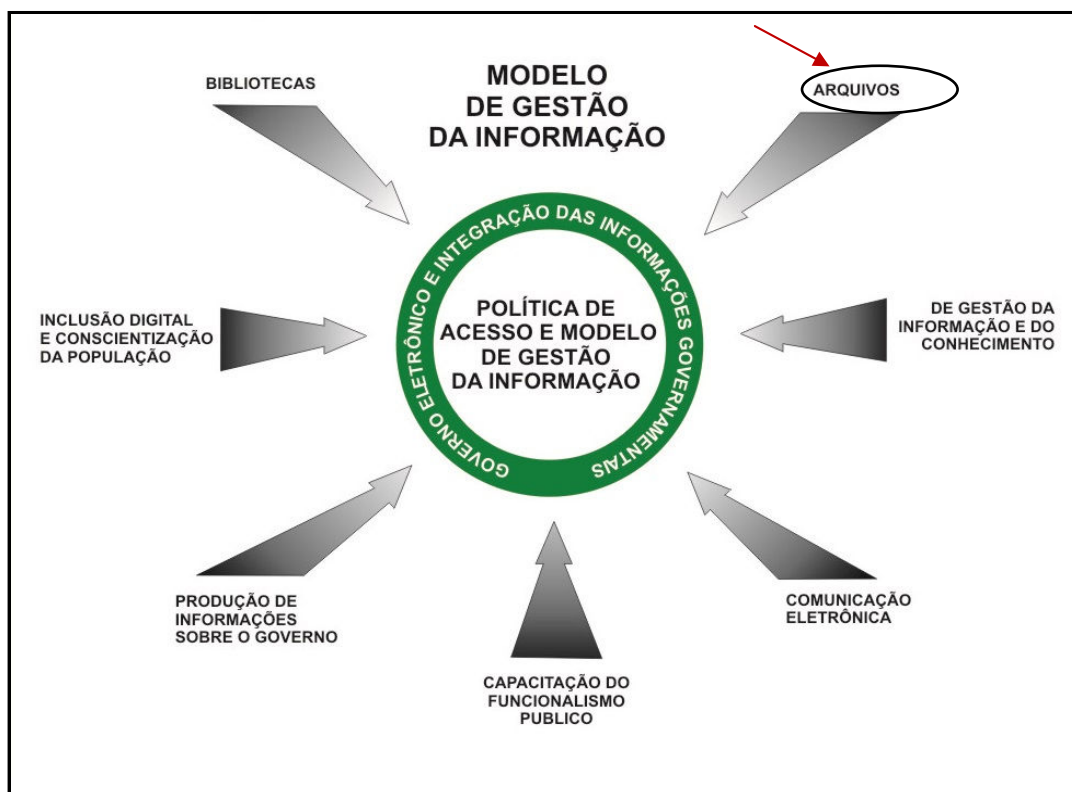 MODELO
DE GESTÃO
DA INFORMAÇÃO
BIBLIOTECAS
ARQUIVOS
GOVERNO ELETRÔNICO E INTEGRAÇÃO DAS INFORMAÇÕES GOVERNAMENTAIS
POLÍTICA DE
ACESSO E MODELO
DE GESTÃO
DA INFORMAÇÃO
INCLUSÃO DIGITAL
E CONSCIENTIZAÇÃO
DA POPULAÇÃO
DE GESTÃO DA
INFORMAÇÃO E DO
CONHECIMENTO
PRODUÇÃO DE
INFORMAÇÕES
SOBRE O GOVERNO
CAPACITAÇÃO DO
FUNCIONALISMO
PUBLICO
COMUNICAÇÃO
ELETRÔNICA